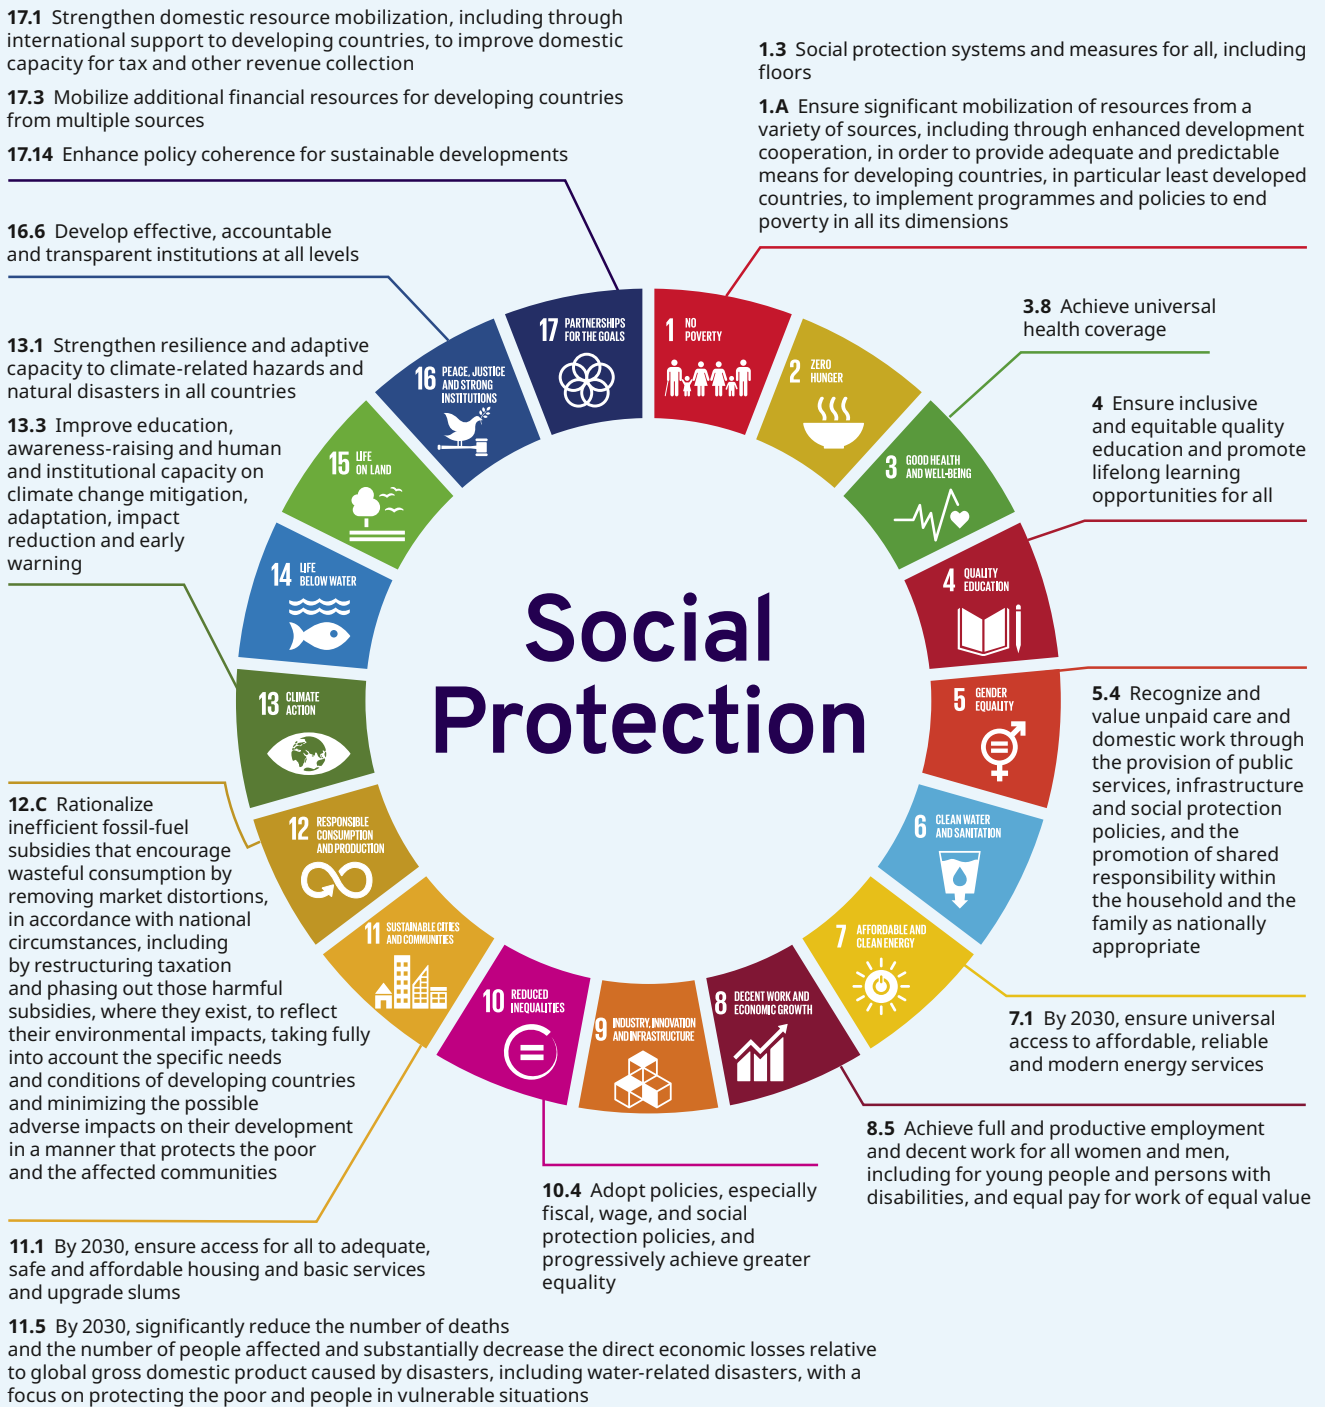 17.1 Strengthen domestic resource mobilization, including through
international support to developing countries, to improve domestic
capacity for tax and other revenue collection
17.3 Mobilize additional financial resources for developing countries
from multiple sources
17.14 Enhance policy coherence for sustainable developments
1.3 Social protection systems and measures for all, including
floors
1.A Ensure significant mobilization of resources from a
variety of sources, including through enhanced development
cooperation, in order to provide adequate and predictable
means for developing countries, in particular least developed
countries, to implement programmes and policies to end
poverty in all its dimensions
16.6 Develop effective, accountable
and transparent institutions at all levels
3.8 Achieve universal
health coverage
13.1 Strengthen resilience and adaptive
capacity to climate-related hazards and
natural disasters in all countries
13.3 Improve education,
awareness-raising and human
and institutional capacity on
climate change mitigation,
adaptation, impact
reduction and early
warning
4 Ensure inclusive
and equitable quality
education and promote
lifelong learning
opportunities for all
1 NO
POVERTY
2 ZERO
HUNGER
3 GOOD HEALTH
AND WELL-BEING
4 QUALITY
EDUCATION
5 GENDER
EQUALITY
6 CLEAN WATER
AND SANITATION
7 AFFORDABLE AND
CLEAN ENERGY
8 DECENT WORK AND
ECONOMIC GROWTH
9 INDUSTRY, INNOVATION
AND INFRASTRUCTURE
10 REDUCED
INEQUALITIES
11 SUSTAINABLE CITIES
AND COMMUNITIES
12 RESPONSIBLE
CONSUMPTION
AND PRODUCTION
13 CLIMATE
ACTION
14 LIFE
BELOW WATER
15 LIFE
ON LAND
16 PEACE, JUSTICE
AND STRONG
INSTITUTIONS
17 PARTNERSHIPS
FOR THE GOALS
Social
Protection
5.4 Recognize and
value unpaid care and
domestic work through
the provision of public
services, infrastructure
and social protection
policies, and the
promotion of shared
responsibility within
the household and the
family as nationally
appropriate
12.C Rationalize
inefficient fossil-fuel
subsidies that encourage
wasteful consumption by
removing market distortions,
in accordance with national
circumstances, including
by restructuring taxation
and phasing out those harmful
subsidies, where they exist, to reflect
their environmental impacts, taking fully
into account the specific needs
and conditions of developing countries
and minimizing the possible
adverse impacts on their development
in a manner that protects the poor
and the affected communities
7.1 By 2030, ensure universal
access to affordable, reliable
and modern energy services
8.5 Achieve full and productive employment
and decent work for all women and men,
including for young people and persons with
disabilities, and equal pay for work of equal value
10.4 Adopt policies, especially
fiscal, wage, and social
protection policies, and
progressively achieve greater
equality
11.1 By 2030, ensure access for all to adequate,
safe and affordable housing and basic services
and upgrade slums
11.5 By 2030, significantly reduce the number of deaths
and the number of people affected and substantially decrease the direct economic losses relative
to global gross domestic product caused by disasters, including water-related disasters, with a
focus on protecting the poor and people in vulnerable situations